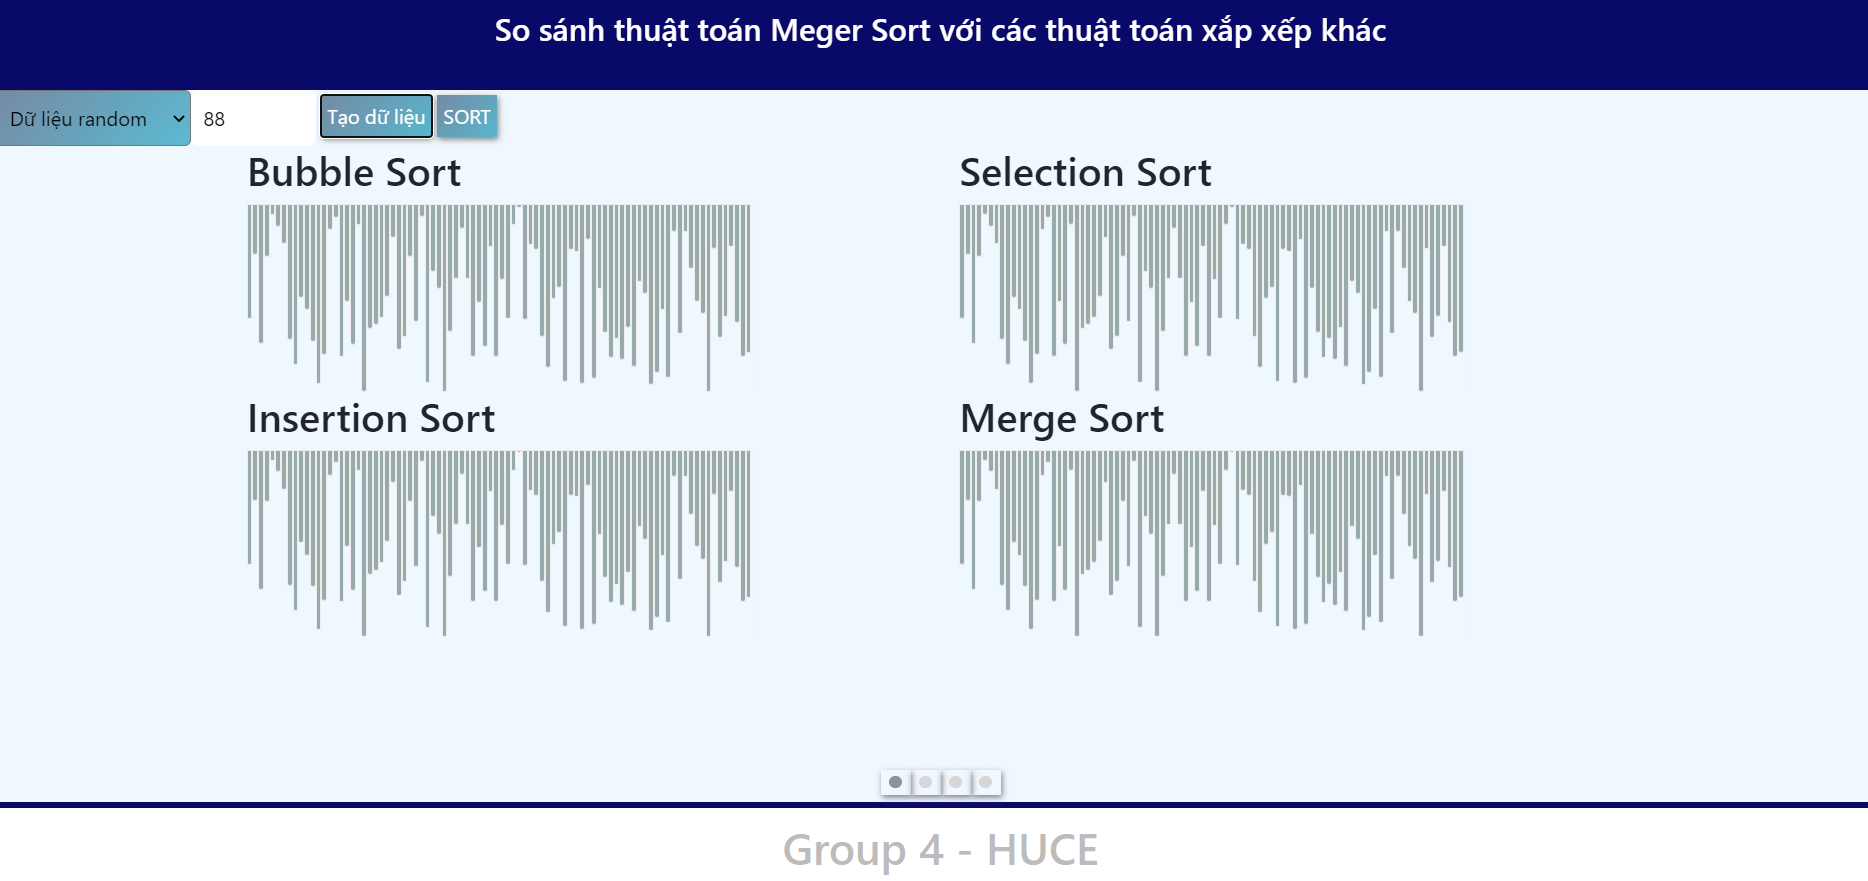 So sánh thuật toán Meger Sort với các thuật toán xắp xếp khác
Dữ liệu random 88 Tạo dữ liệu SORT
Bubble Sort Selection Sort
Insertion Sort Merge Sort
Group 4 - HUCE